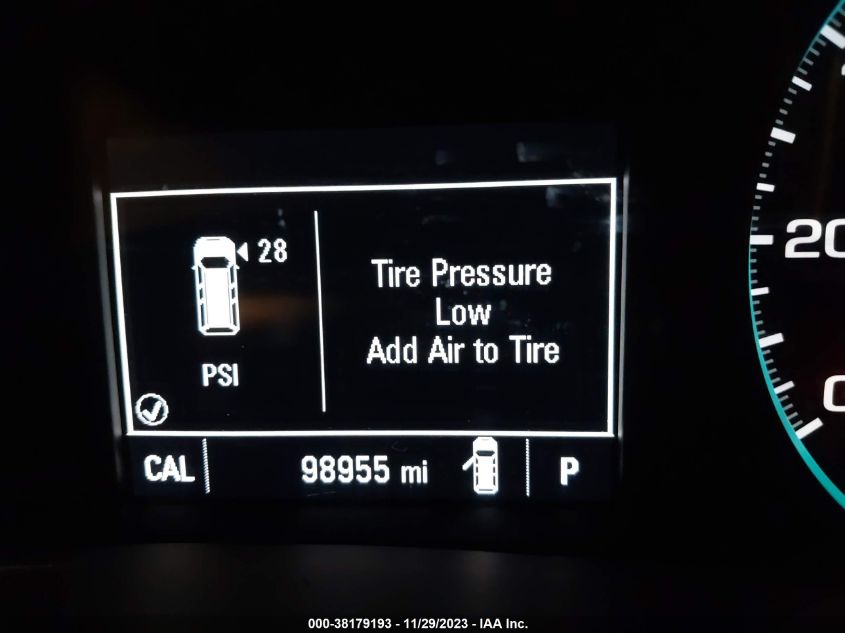 28
PSI
Tire Pressure
Low
Add Air to Tire
CAL
98955 mi
P
20
0
000-38179193 - 11/29/2023 - IAA Inc.